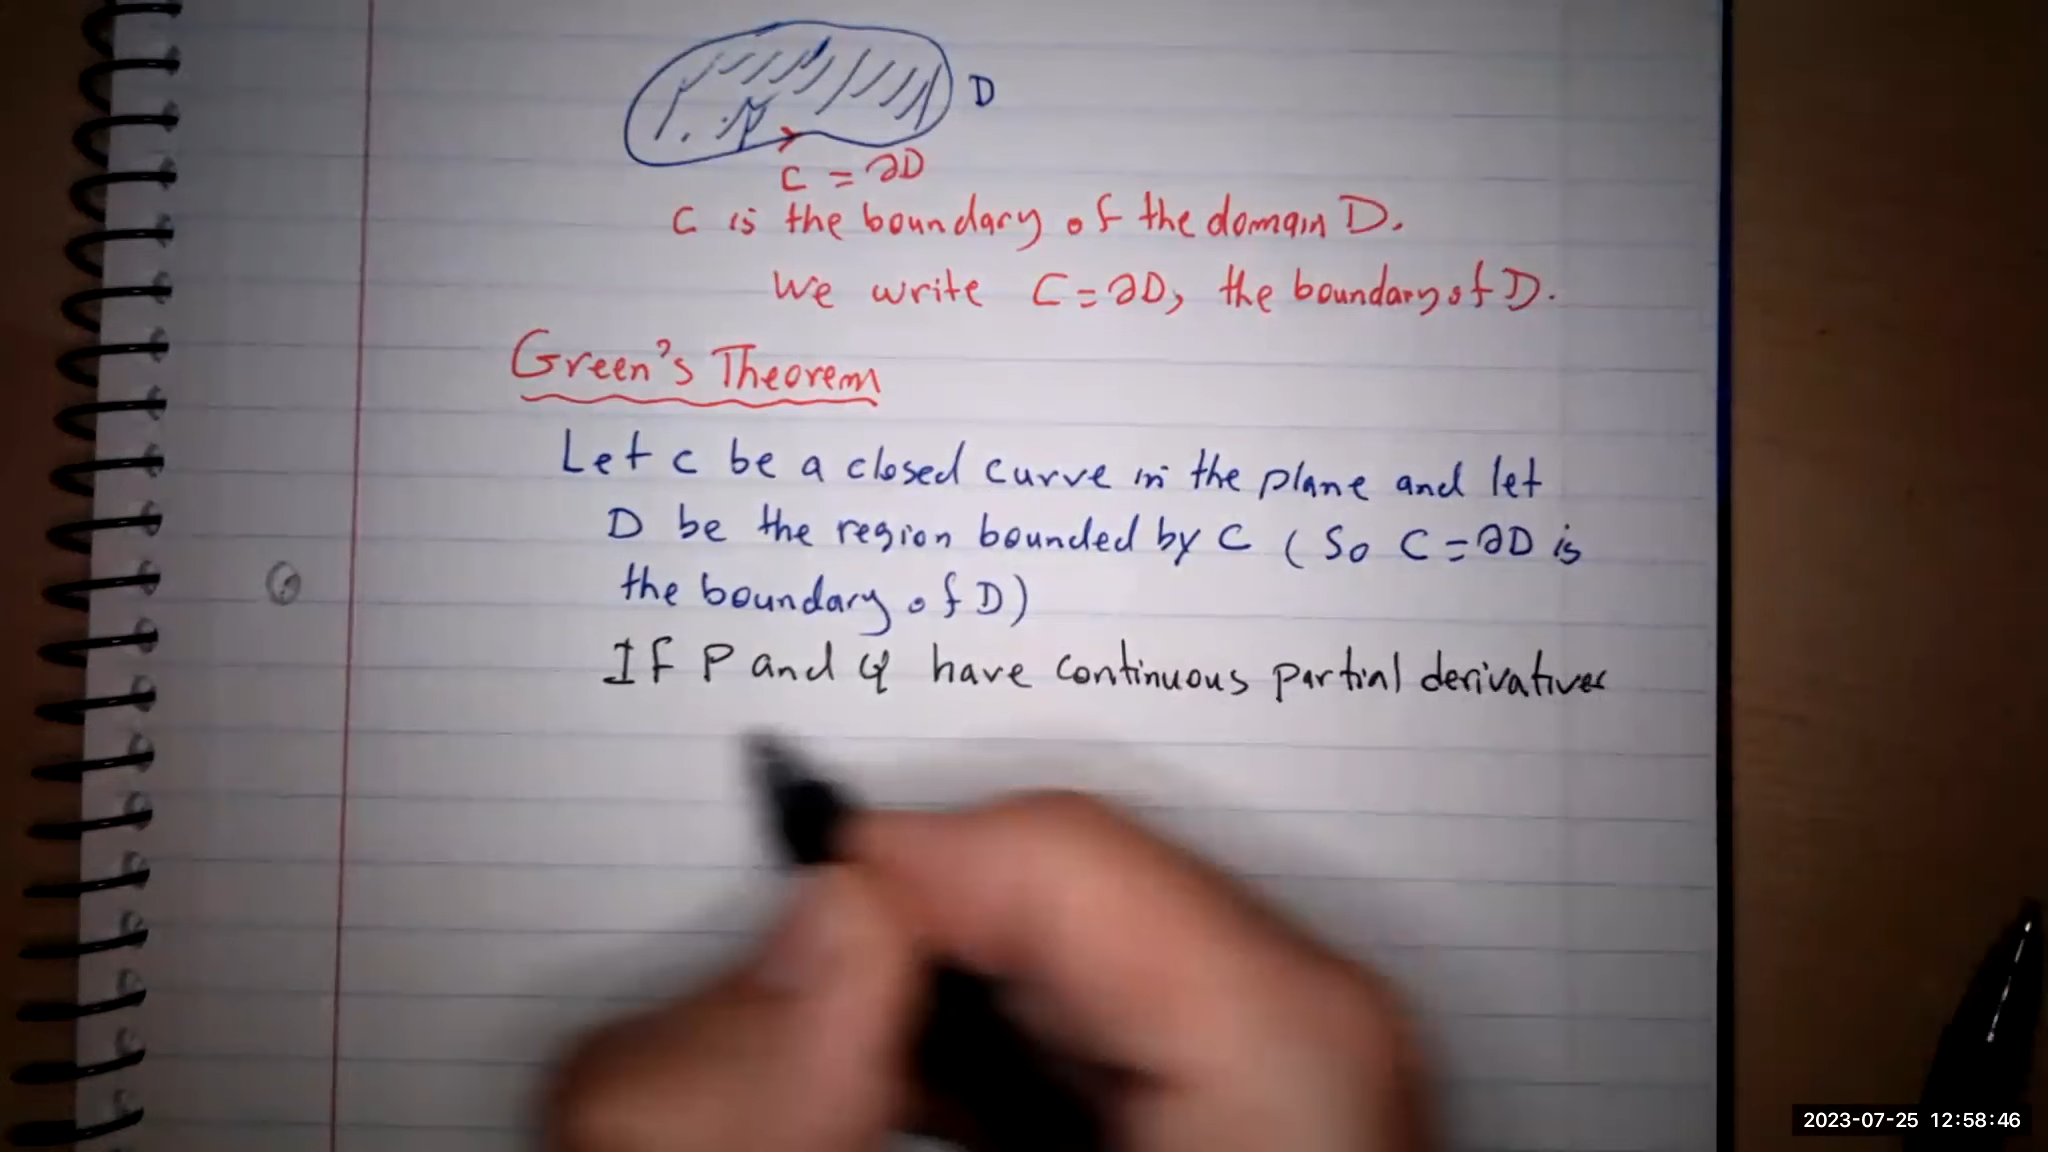 D
C = ∂D
C is the boundary of the domain D.
We write C = ∂D, the boundary of D.
Green's Theorem
Let C be a closed curve in the plane and let
D be the region bounded by C (So C = ∂D is
the boundary of D)
If P and Q have continuous partial derivatives
2023-07-25 12:58:46